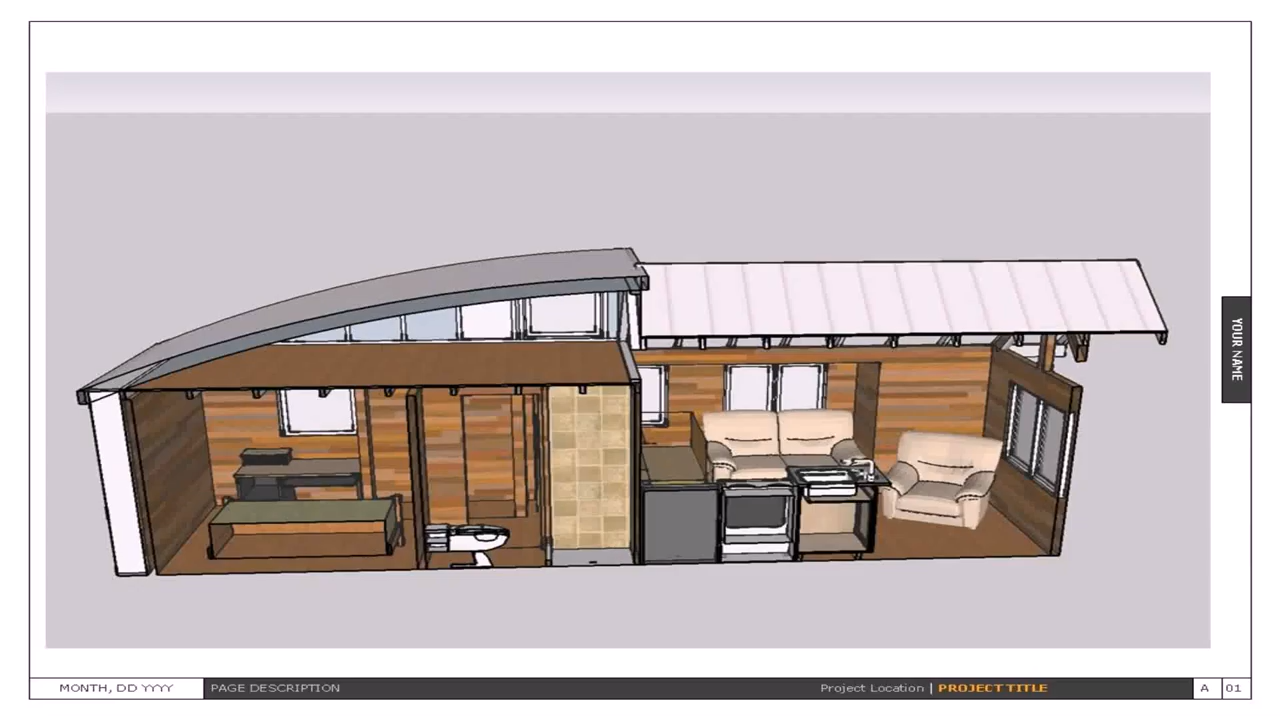 YOUR NAME
MONTH, DD YYYY
PAGE DESCRIPTION
Project Location | PROJECT TITLE
A
01